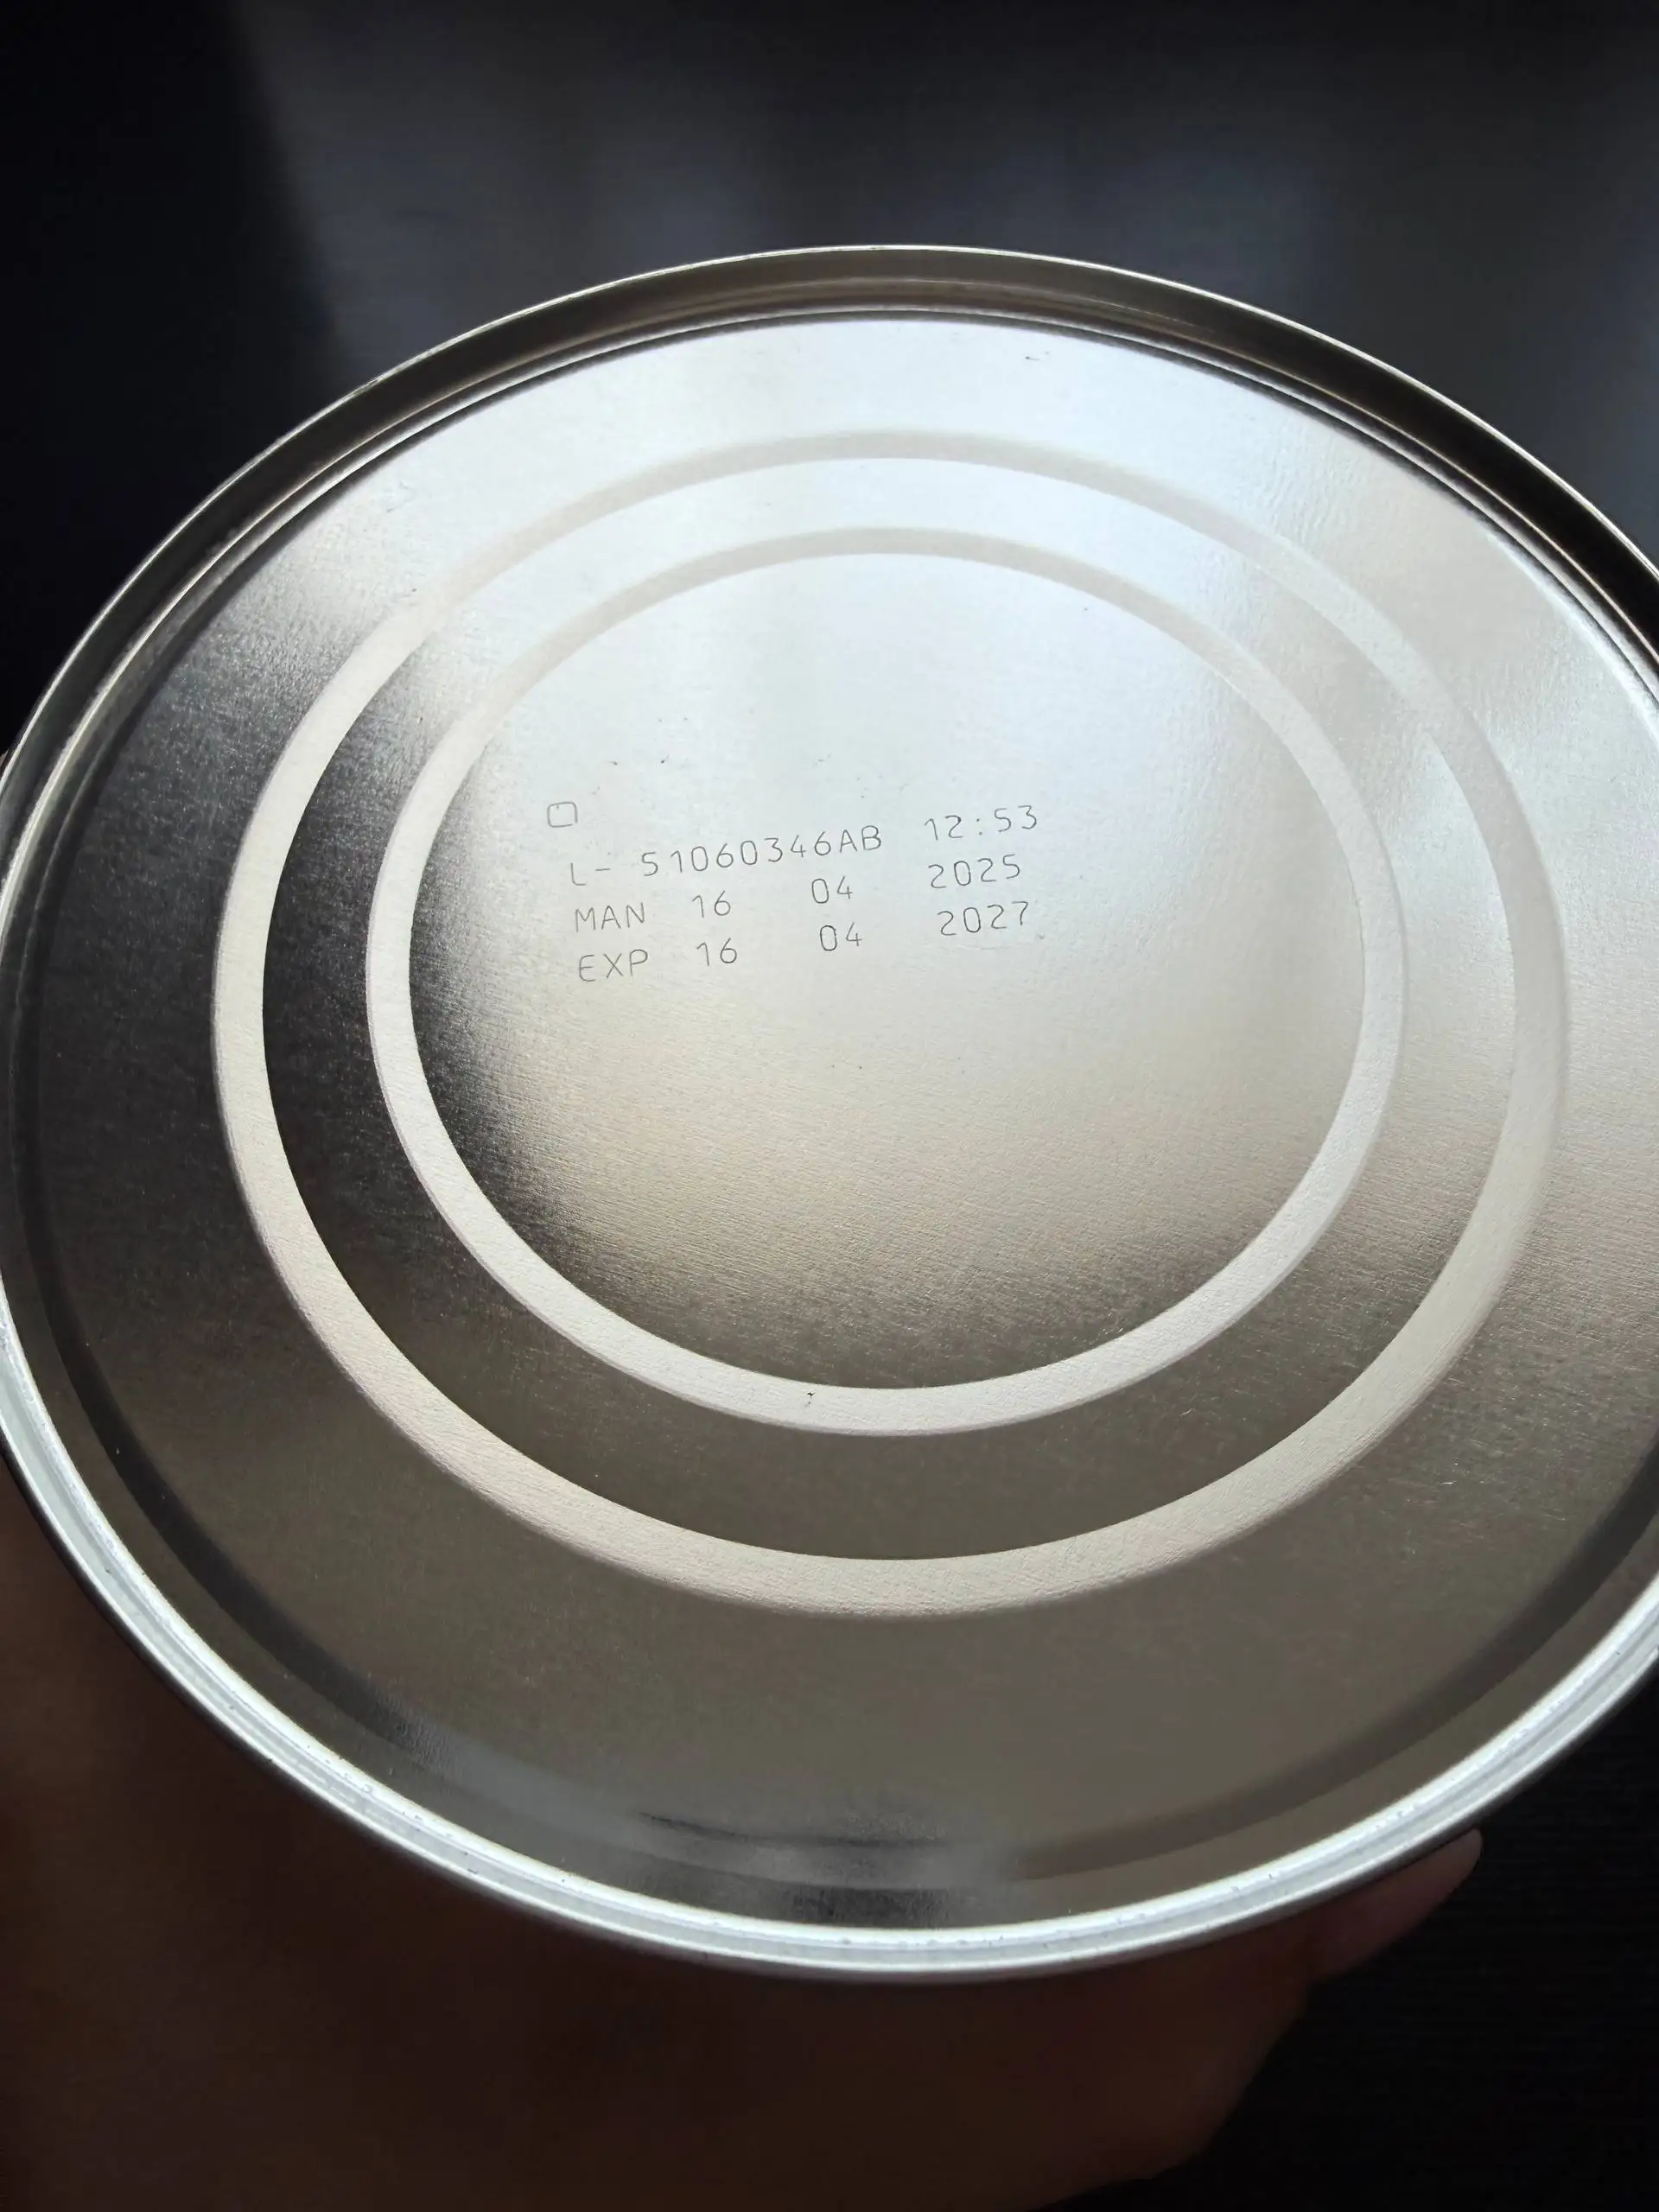 L- 51060346AB 12:53
MAN 16 04 2025
EXP 16 04 2027